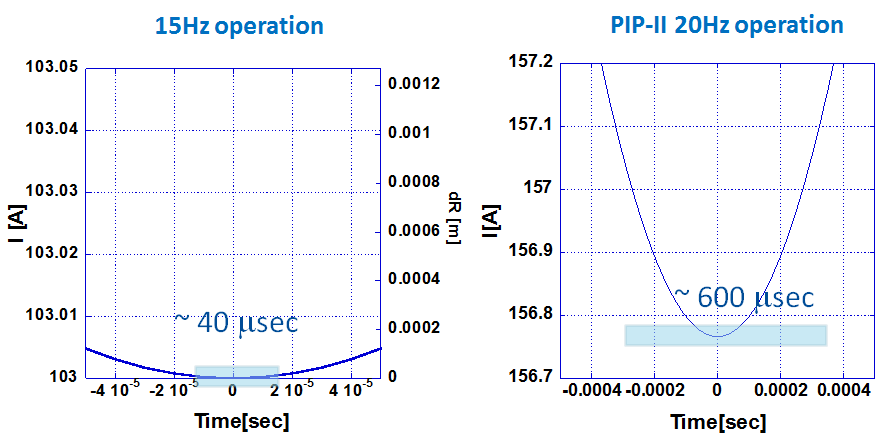 15Hz operation
103.05
103.04
103.03
103.02
103.01
103
I [A]
0.0012
0.001
0.0008
0.0006
0.0004
0.0002
0
dR [m]
~ 40 μsec
-4 10⁻⁵ -2 10⁻⁵ 0 2 10⁻⁵ 4 10⁻⁵
Time[sec]
PIP-II 20Hz operation
157.2
157.1
157
156.9
156.8
156.7
I[A]
~ 600 μsec
-0.0004 -0.0002 0 0.0002 0.0004
Time[sec]